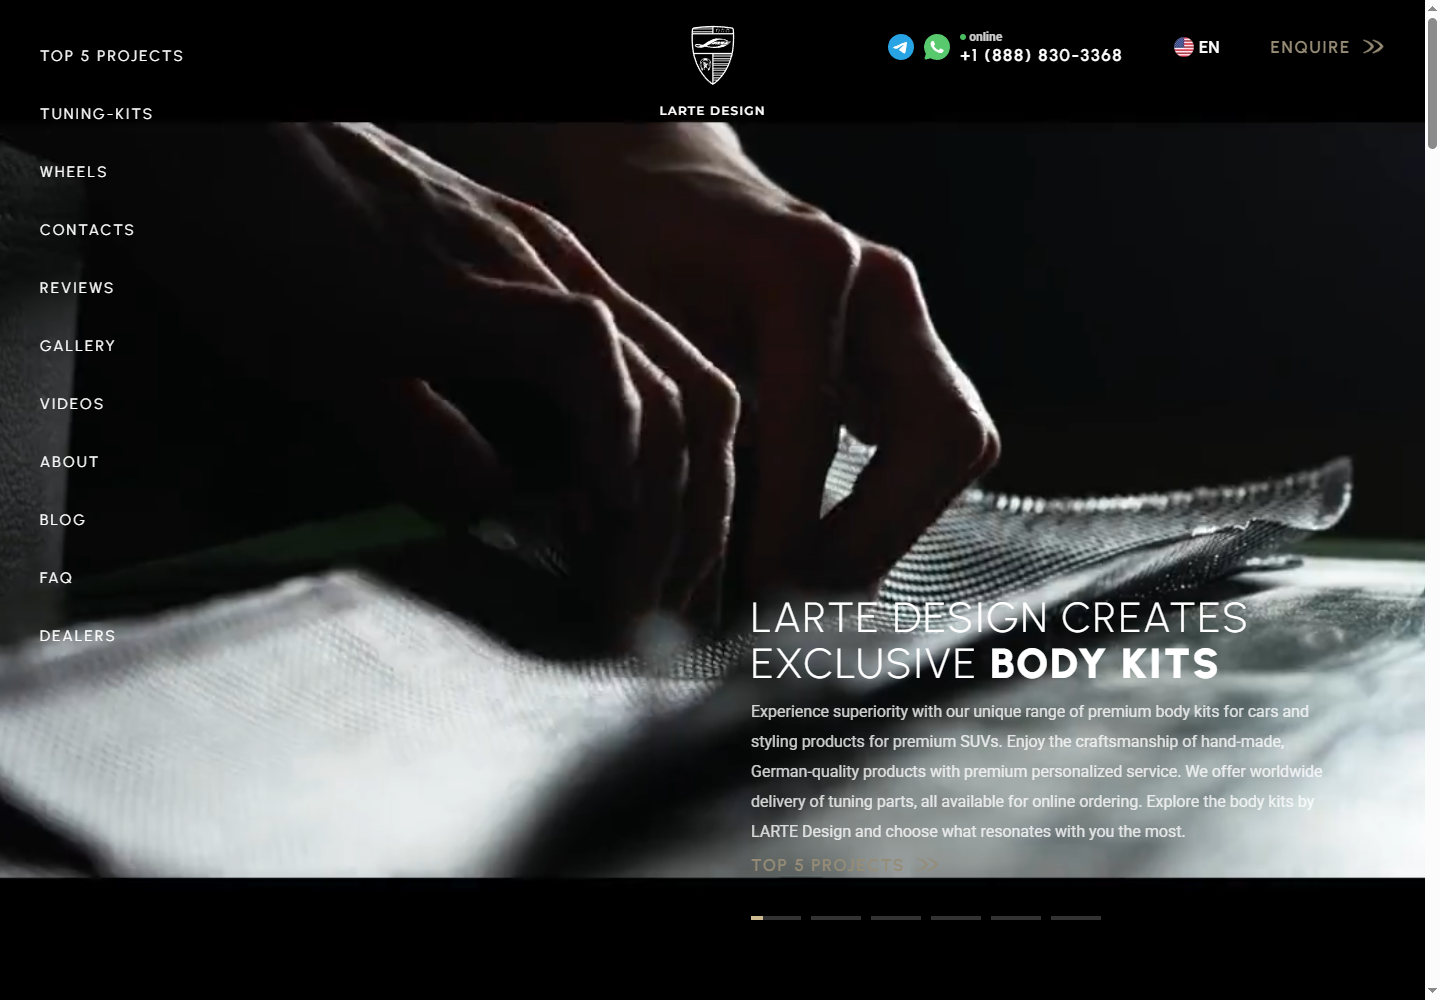 TOP 5 PROJECTS
TUNING-KITS
WHEELS
CONTACTS
REVIEWS
GALLERY
VIDEOS
ABOUT
BLOG
FAQ
DEALERS
LARTE DESIGN
online
+1 (888) 830-3368
EN
ENQUIRE
LARTE DESIGN CREATES
EXCLUSIVE BODY KITS
Experience superiority with our unique range of premium body kits for cars and
styling products for premium SUVs. Enjoy the craftsmanship of hand-made,
German-quality products with premium personalized service. We offer worldwide
delivery of tuning parts, all available for online ordering. Explore the body kits by
LARTE Design and choose what resonates with you the most.
TOP 5 PROJECTS